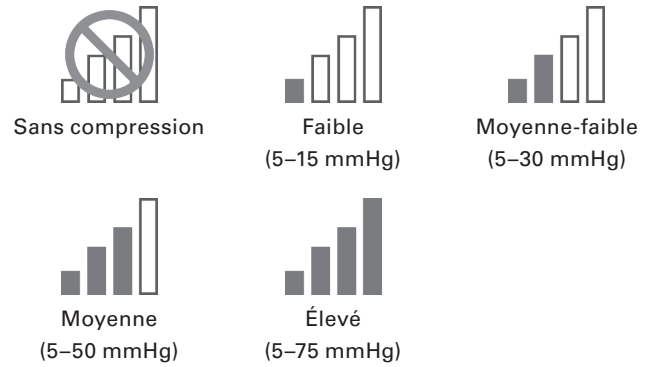 Sans compression
Faible
(5–15 mmHg)
Moyenne-faible
(5–30 mmHg)
Moyenne
(5–50 mmHg)
Élevé
(5–75 mmHg)